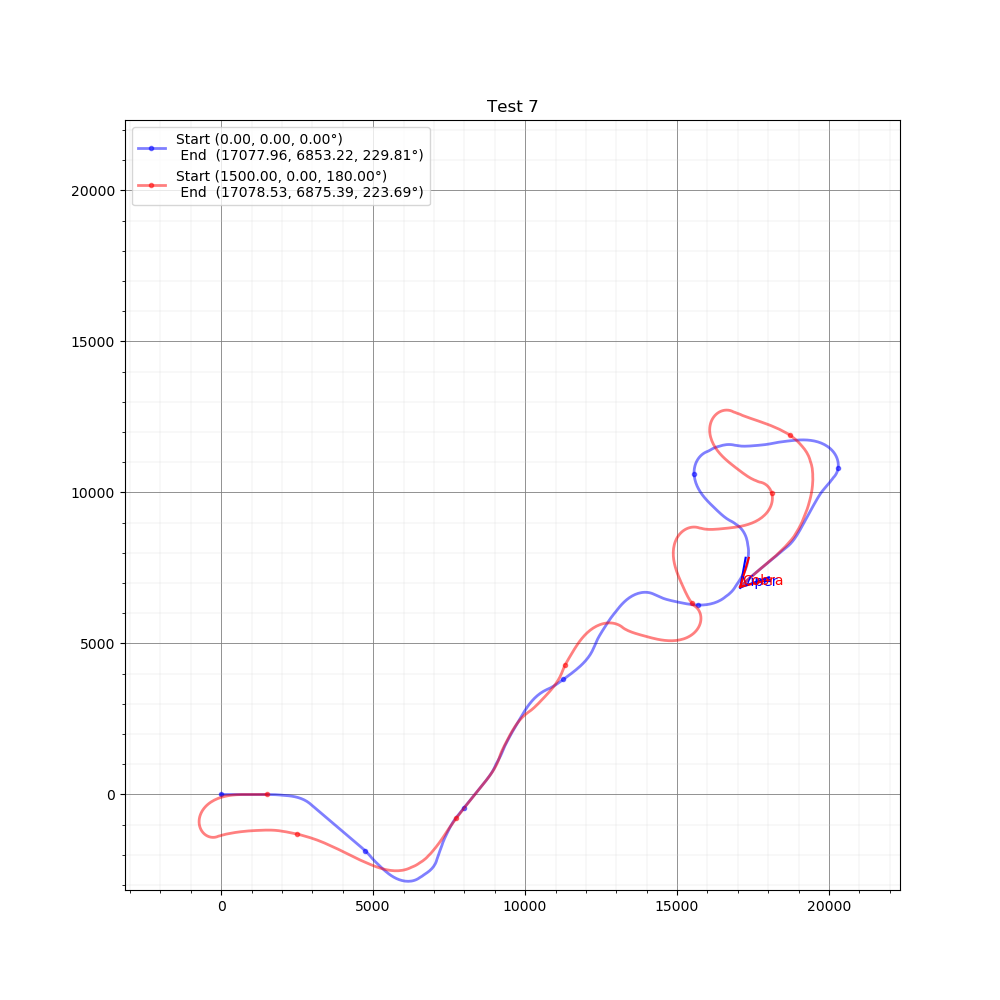 Test 7
Start (0.00, 0.00, 0.00°)
End  (17077.96, 6853.22, 229.81°)
Start (1500.00, 0.00, 180.00°)
End  (17078.53, 6875.39, 223.69°)
20000
15000
10000
5000
0
0
5000
10000
15000
20000